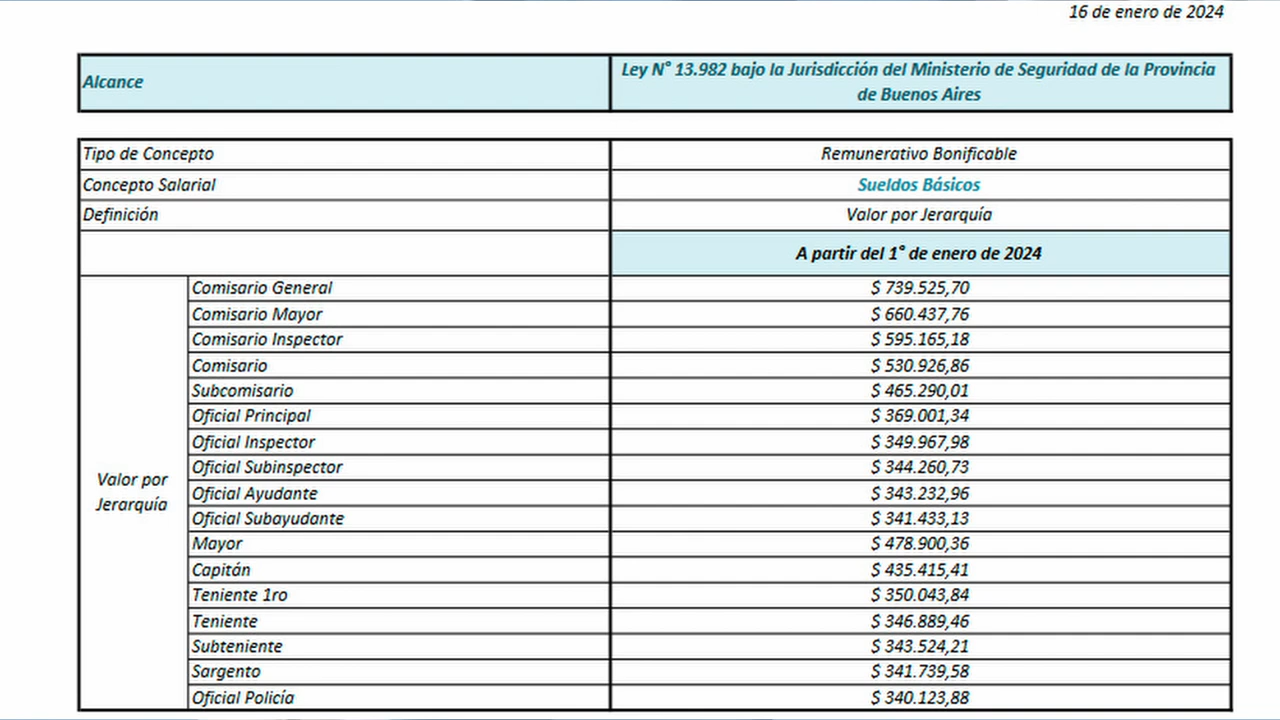 16 de enero de 2024
Alcance
Ley N° 13.982 bajo la Jurisdicción del Ministerio de Seguridad de la Provincia
de Buenos Aires
Tipo de Concepto Remunerativo Bonificable
Concepto Salarial Sueldos Básicos
Definición Valor por Jerarquía
A partir del 1° de enero de 2024
Valor por
Jerarquía
Comisario General $ 739.525,70
Comisario Mayor $ 660.437,76
Comisario Inspector $ 595.165,18
Comisario $ 530.926,86
Subcomisario $ 465.290,01
Oficial Principal $ 369.001,34
Oficial Inspector $ 349.967,98
Oficial Subinspector $ 344.260,73
Oficial Ayudante $ 343.232,96
Oficial Subayudante $ 341.433,13
Mayor $ 478.900,36
Capitán $ 435.415,41
Teniente 1ro $ 350.043,84
Teniente $ 346.889,46
Subteniente $ 343.524,21
Sargento $ 341.739,58
Oficial Policía $ 340.123,88